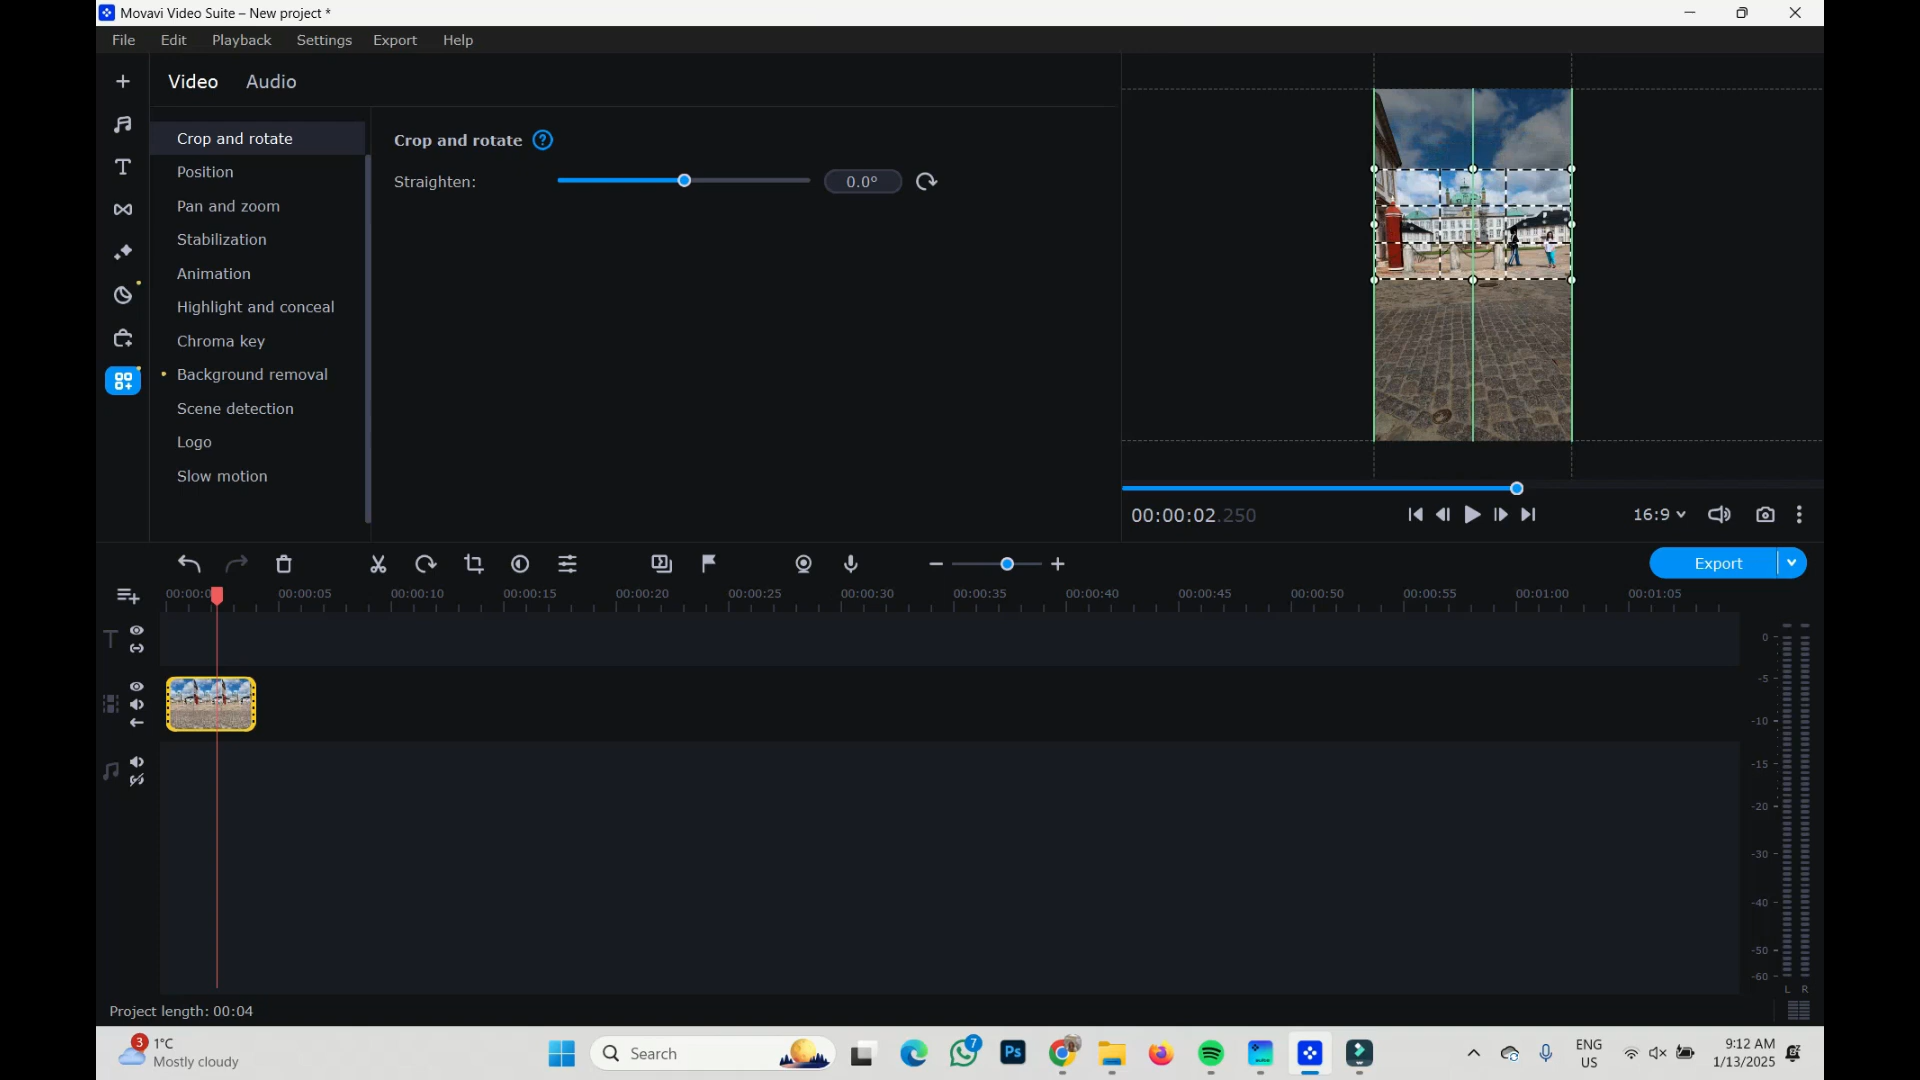 Movavi Video Suite – New project *
File Edit Playback Settings Export Help
Video Audio
Crop and rotate
Position
Pan and zoom
Stabilization
Animation
Highlight and conceal
Chroma key
Background removal
Scene detection
Logo
Slow motion
Crop and rotate ?
Straighten: 0.0°
00:00:02.250
16:9
Export
00:00:05 00:00:10 00:00:15 00:00:20 00:00:25 00:00:30 00:00:35 00:00:40 00:00:45 00:00:50 00:00:55 00:01:00 00:01:05
0
-5
-10
-15
-20
-30
-40
-50
-60
L R
Project length: 00:04
3
1°C
Mostly cloudy
Search
7
Ps
ENG
US
9:12 AM
1/13/2025